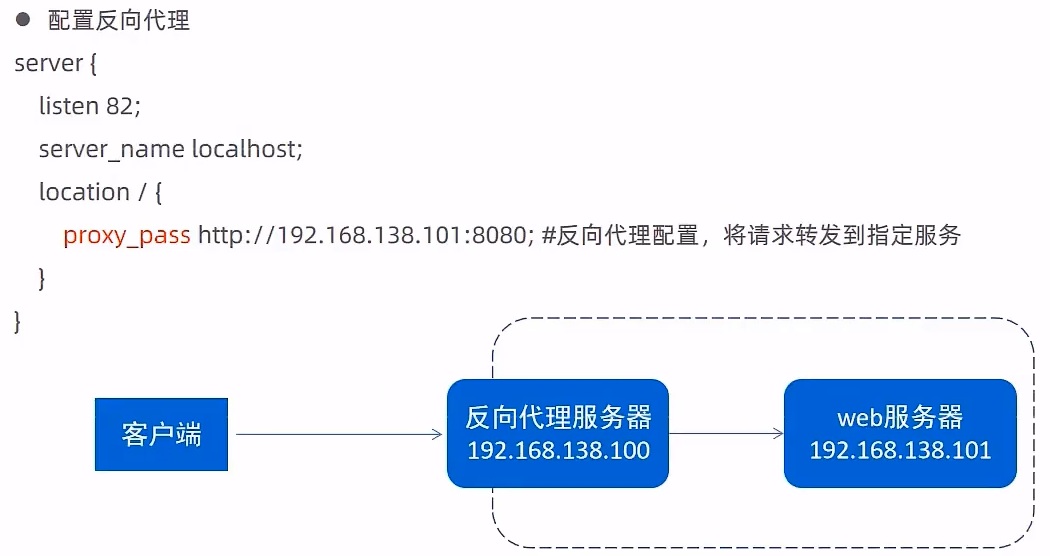 ● 配置反向代理
server {
listen 82;
server_name localhost;
location / {
proxy_pass http://192.168.138.101:8080; #反向代理配置，将请求转发到指定服务
}
}
客户端
反向代理服务器
192.168.138.100
web服务器
192.168.138.101